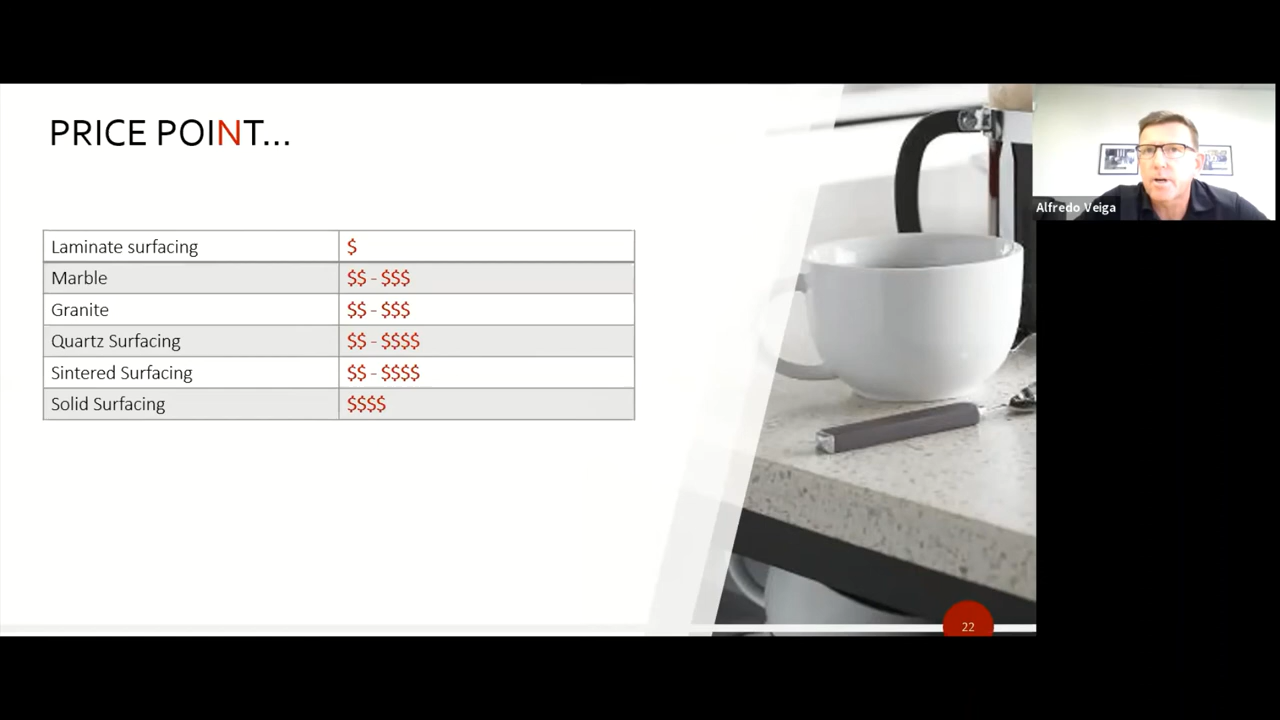 PRICE POINT...
Laminate surfacing $
Marble $$ - $$$
Granite $$ - $$$
Quartz Surfacing $$ - $$$$
Sintered Surfacing $$ - $$$$
Solid Surfacing $$$$
Alfredo Veiga
22